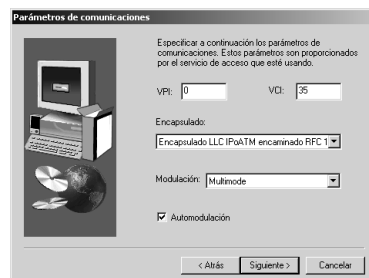 Parámetros de comunicaciones
Especificar a continuación los parámetros de
comunicaciones. Estos parámetros son proporcionados
por el servicio de acceso que esté usando.
VPI: 0 VCI: 35
Encapsulado:
Encapsulado LLC IPoATM encaminado RFC 1
Modulación: Multimode
Automodulación
< Atrás Siguiente > Cancelar